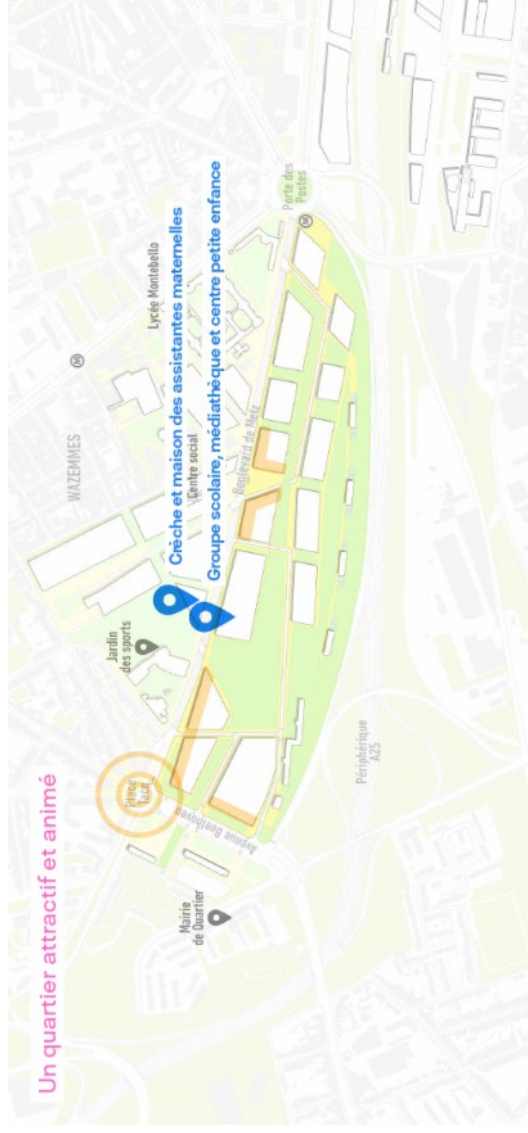 Un quartier attractif et animé
WAZEMMES
Lycée Montebello
Crèche et maison des assistantes maternelles
Centre social
Groupe scolaire, médiathèque et centre petite enfance
Jardin
des sports
Boulevard de Metz
Porte des
Postes
M
M
Place
Tacq
Avenue Beethoven
Mairie
de Quartier
Périphérique
A25